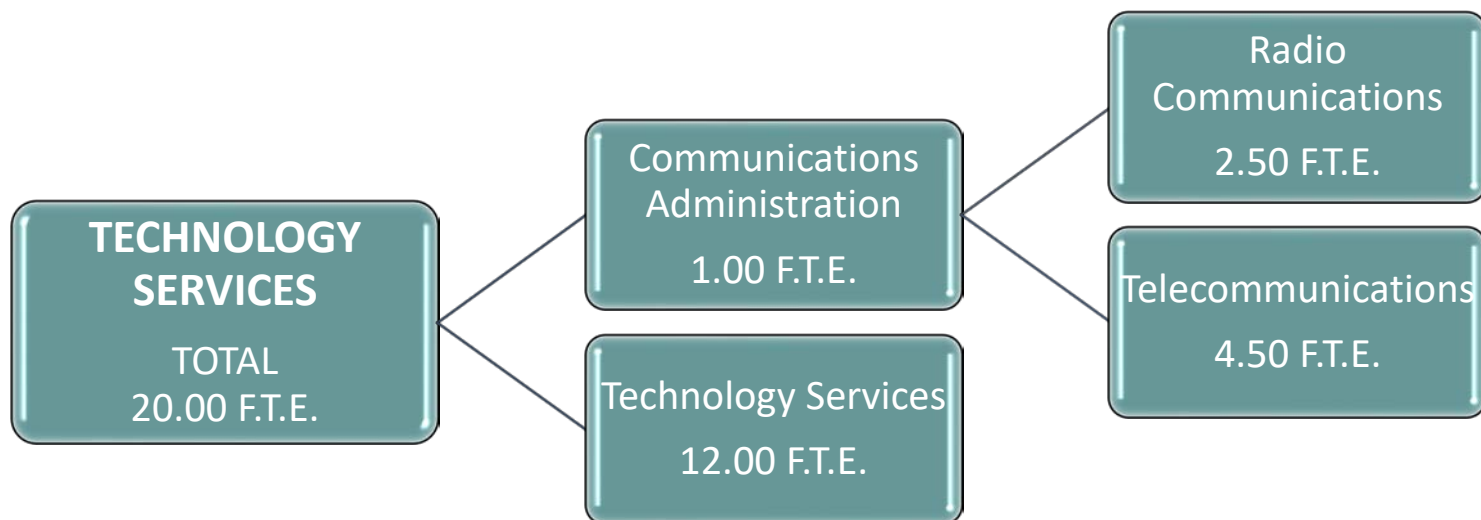 TECHNOLOGY
SERVICES
TOTAL
20.00 F.T.E.
Communications
Administration
1.00 F.T.E.
Technology Services
12.00 F.T.E.
Radio
Communications
2.50 F.T.E.
Telecommunications
4.50 F.T.E.